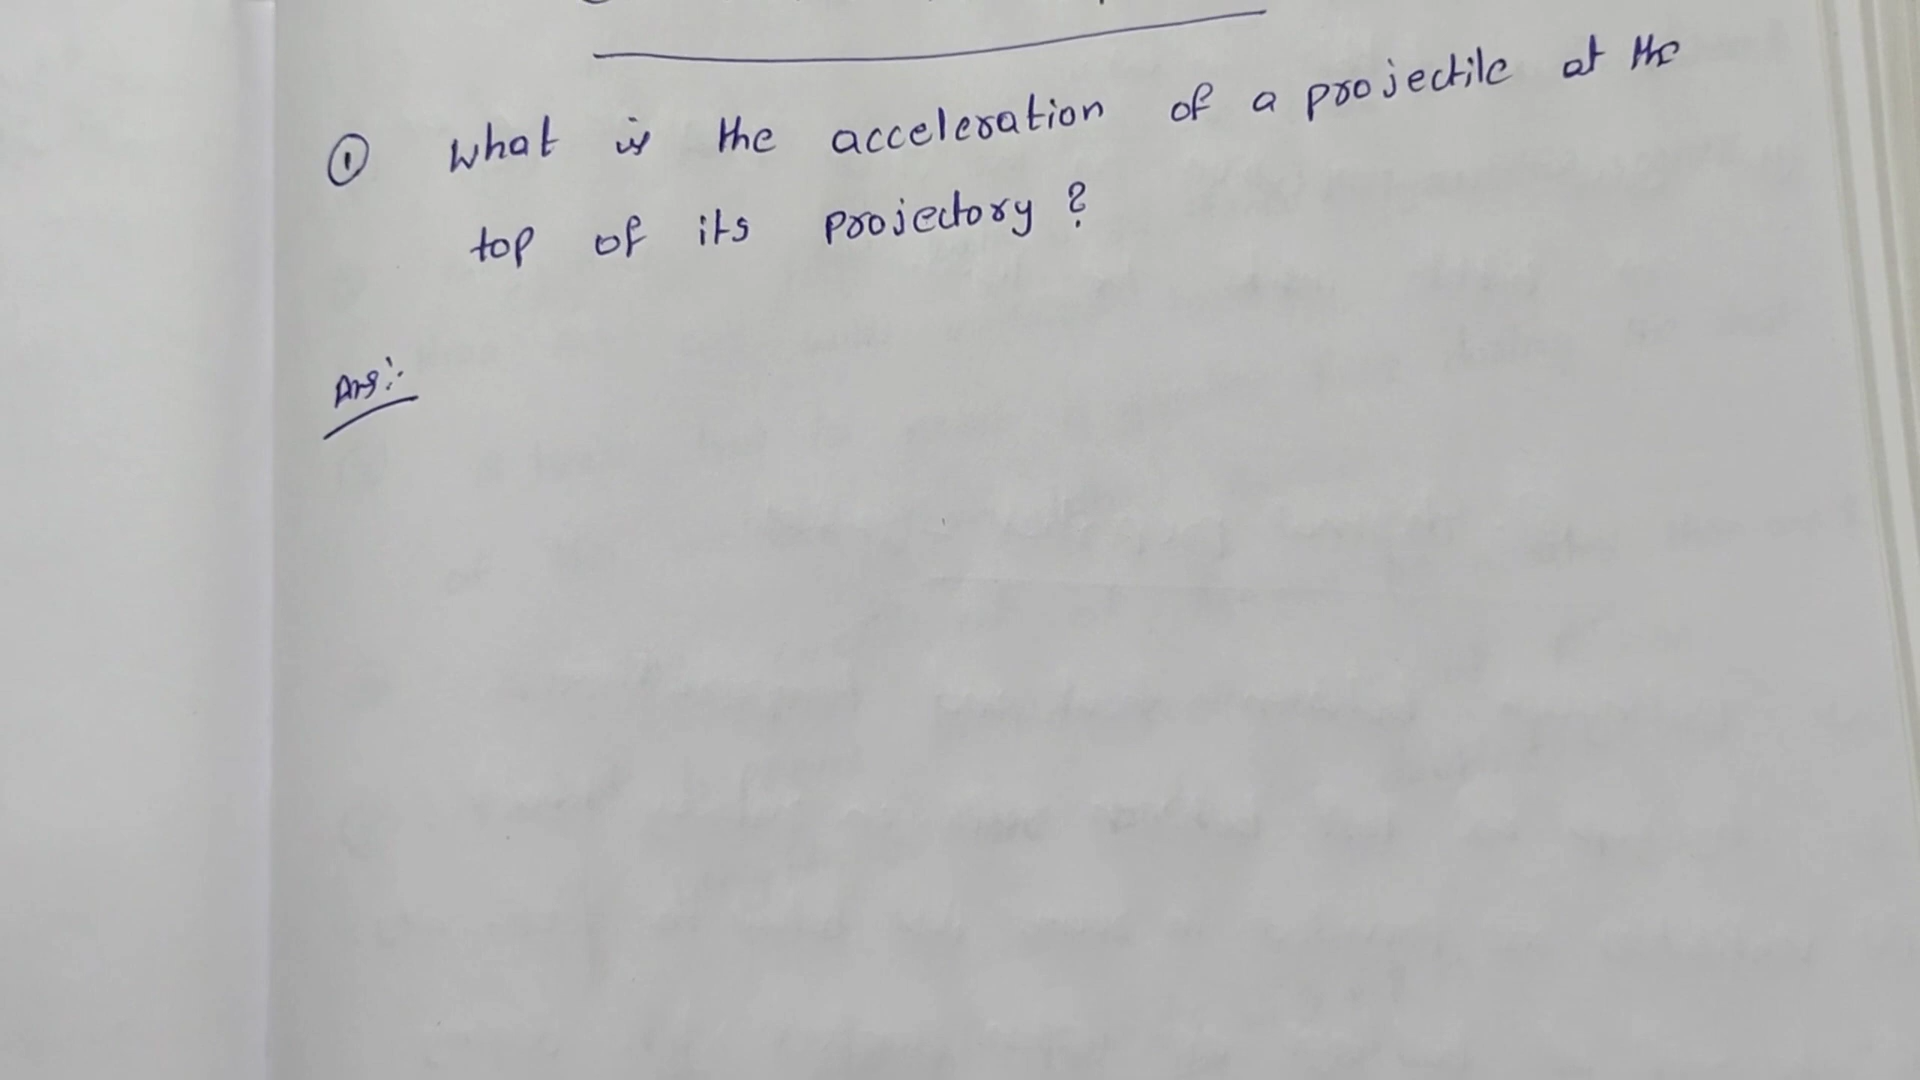 ① What is the acceleration of a projectile at the
top of its projectory ?
Ans:-